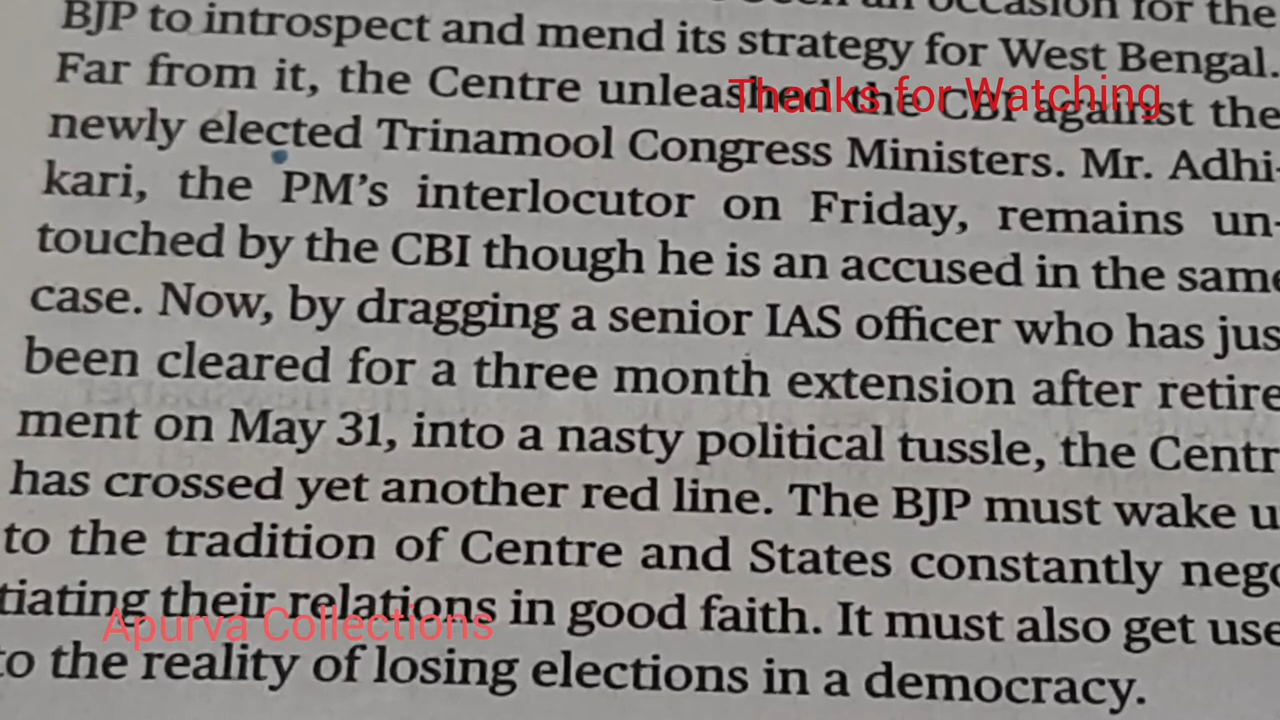 occasion for the
BJP to introspect and mend its strategy for West Bengal.
Far from it, the Centre unleashed the CBI against the
Thanks for Watching
newly elected Trinamool Congress Ministers. Mr. Adhi-
kari, the PM's interlocutor on Friday, remains un-
touched by the CBI though he is an accused in the same
case. Now, by dragging a senior IAS officer who has jus
been cleared for a three month extension after retire
ment on May 31, into a nasty political tussle, the Centr
has crossed yet another red line. The BJP must wake u
to the tradition of Centre and States constantly nego
tiating their relations in good faith. It must also get use
Apurva Collections
to the reality of losing elections in a democracy.